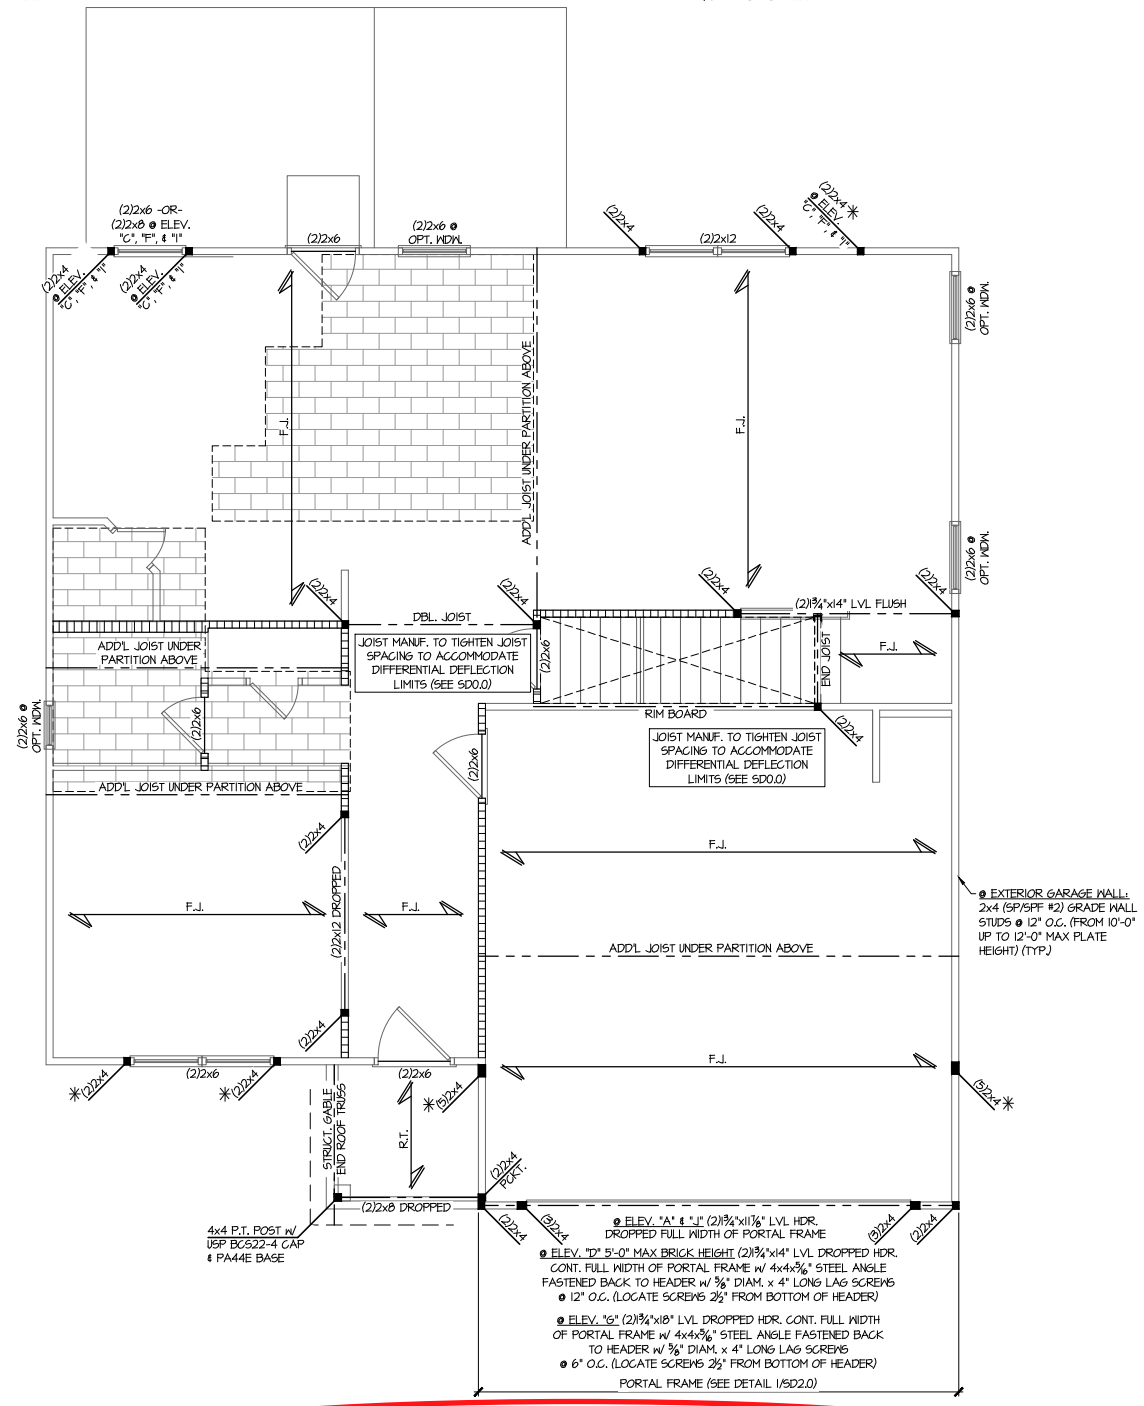 (2)2x6 -OR-
(2)2x8 @ ELEV.
"C", "F", & "I"
(2)2x6
(2)2x6 @
OPT. WDW.
(2)2x4
(2)2x12
(2)2x4
(2)2x4 *
@ ELEV.
"C", "F", & "I"
(2)2x4
@ ELEV.
"C", "F", & "I"
(2)2x4
@ ELEV.
"C", "F", & "I"
(2)2x6 @
OPT. WDW.
F.J.
ADD'L JOIST UNDER PARTITION ABOVE
F.J.
(2)2x6 @
OPT. WDW.
(2)2x4
(2)2x4
(2)2x4
(2)2x4
DBL. JOIST
(2)1¾"x14" LVL FLUSH
ADD'L JOIST UNDER
PARTITION ABOVE
JOIST MANUF. TO TIGHTEN JOIST
SPACING TO ACCOMMODATE
DIFFERENTIAL DEFLECTION
LIMITS (SEE SD0.0)
(2)2x6
END JOIST
F.J.
(2)2x6 @
OPT. WDW.
(2)2x6
RIM BOARD
(2)2x4
JOIST MANUF. TO TIGHTEN JOIST
SPACING TO ACCOMMODATE
DIFFERENTIAL DEFLECTION
LIMITS (SEE SD0.0)
(2)2x6
ADD'L JOIST UNDER PARTITION ABOVE
(2)2x4
F.J.
(2)2x12 DROPPED
F.J.
F.J.
@ EXTERIOR GARAGE WALL:
2x4 (SP/SPF #2) GRADE WALL
STUDS @ 12" O.C. (FROM 10'-0"
UP TO 12'-0" MAX PLATE
HEIGHT) (TYP.)
ADD'L JOIST UNDER PARTITION ABOVE
(2)2x4
F.J.
(2)2x6
(2)2x6
*(2)2x4
*(2)2x4
*(5)2x4
(5)2x4*
STRUCT. GABLE
END ROOF TRUSS
R.T.
(2)2x4
PCKT.
(2)2x8 DROPPED
4x4 P.T. POST W/
USP BCS22-4 CAP
& PA44E BASE
(2)2x4
(3)2x4
(3)2x4
(2)2x4
@ ELEV. "A" & "J" (2)1¾"x11⅞" LVL HDR.
DROPPED FULL WIDTH OF PORTAL FRAME
@ ELEV. "D" 5'-0" MAX BRICK HEIGHT (2)1¾"x14" LVL DROPPED HDR.
CONT. FULL WIDTH OF PORTAL FRAME W/ 4x4x5/16" STEEL ANGLE
FASTENED BACK TO HEADER W/ ⅝" DIAM. x 4" LONG LAG SCREWS
@ 12" O.C. (LOCATE SCREWS 2½" FROM BOTTOM OF HEADER)
@ ELEV. "G" (2)1¾"x18" LVL DROPPED HDR. CONT. FULL WIDTH
OF PORTAL FRAME W/ 4x4x5/16" STEEL ANGLE FASTENED BACK
TO HEADER W/ ⅝" DIAM. x 4" LONG LAG SCREWS
@ 6" O.C. (LOCATE SCREWS 2½" FROM BOTTOM OF HEADER)
PORTAL FRAME (SEE DETAIL 1/SD2.0)